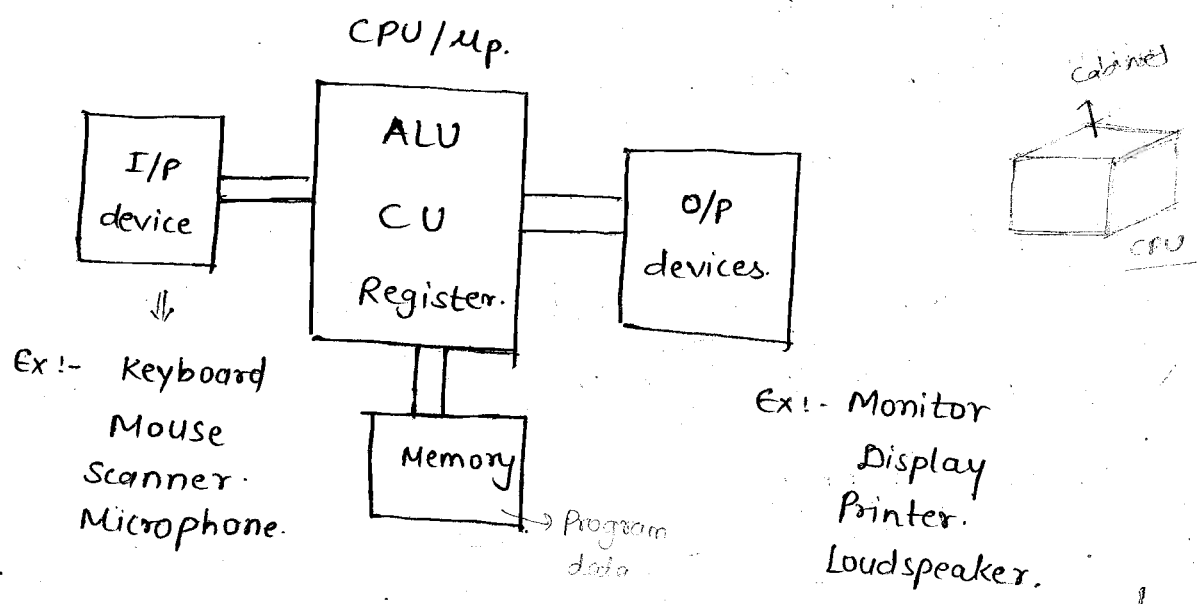 CPU/μp.
Cabinet
I/P
device
ALU
CU
Register.
O/P
devices.
CPU
Ex:- Keyboard
Mouse
Scanner.
Microphone.
Memory
Program
data
Ex:- Monitor
Display
Printer.
Loudspeaker.